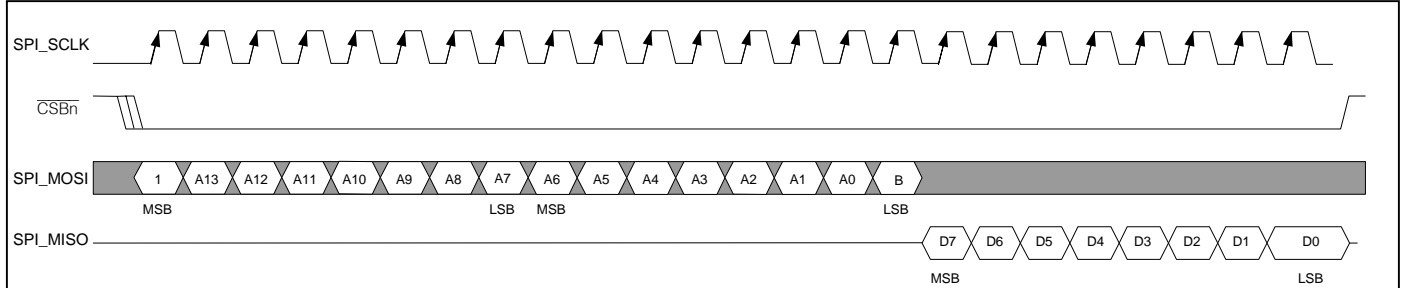 SPI_SCLK
CSBn
SPI_MOSI 1 A13 A12 A11 A10 A9 A8 A7 A6 A5 A4 A3 A2 A1 A0 B
MSB LSB MSB LSB
SPI_MISO D7 D6 D5 D4 D3 D2 D1 D0
MSB LSB